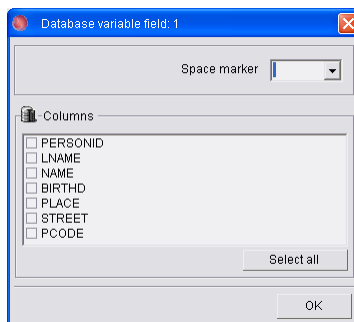 Database variable field: 1
Space marker
Columns
PERSONID
LNAME
NAME
BIRTHD
PLACE
STREET
PCODE
Select all
OK